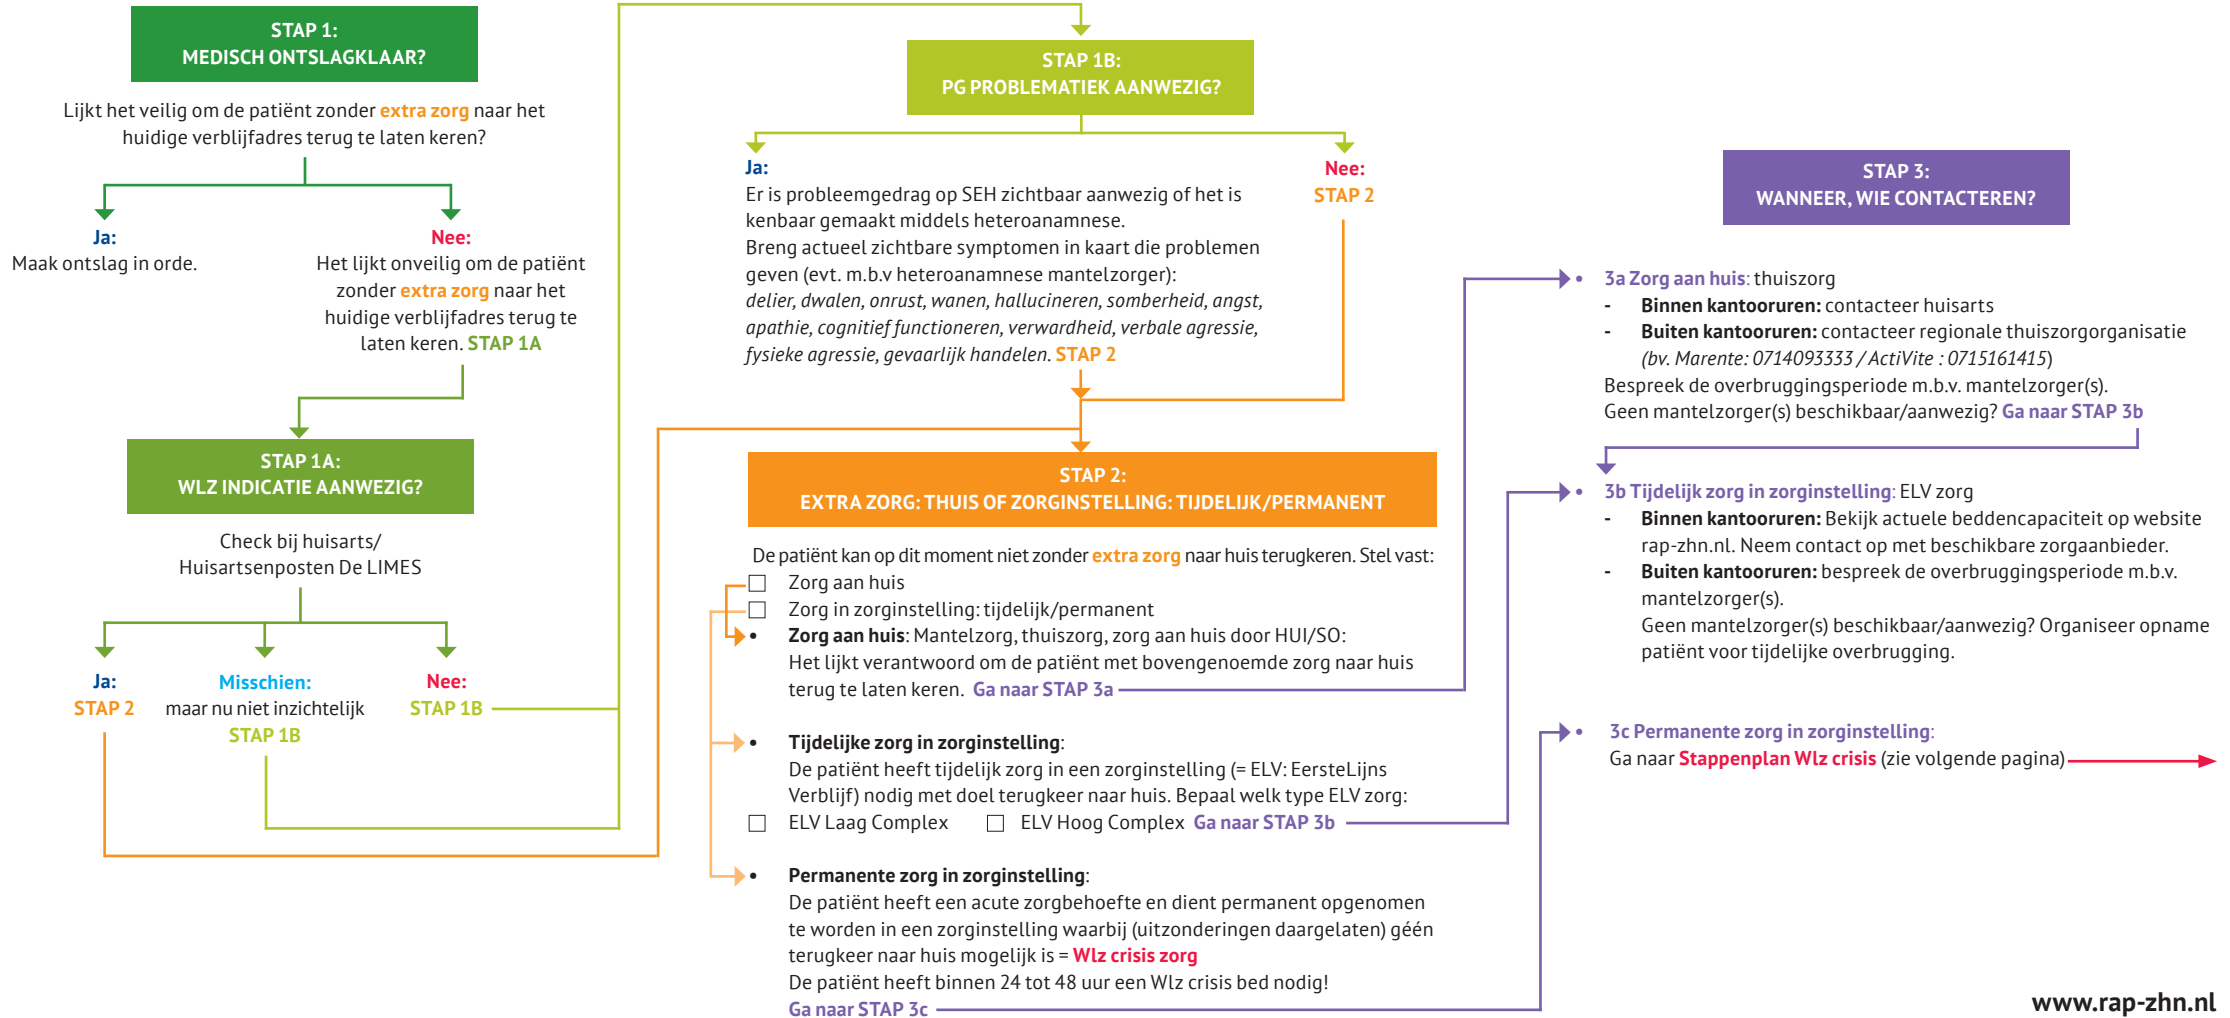 STAP 1:
MEDISCH ONTSLAGKLAAR?
Lijkt het veilig om de patiënt zonder extra zorg naar het
huidige verblijfadres terug te laten keren?
Ja:
Maak ontslag in orde.
Nee:
Het lijkt onveilig om de patiënt
zonder extra zorg naar het
huidige verblijfadres terug te
laten keren. STAP 1A
STAP 1A:
WLZ INDICATIE AANWEZIG?
Check bij huisarts/
Huisartsenposten De LIMES
Ja:
STAP 2
Misschien:
maar nu niet inzichtelijk
STAP 1B
Nee:
STAP 1B
STAP 1B:
PG PROBLEMATIEK AANWEZIG?
Ja:
Er is probleemgedrag op SEH zichtbaar aanwezig of het is
kenbaar gemaakt middels heteroanamnese.
Breng actueel zichtbare symptomen in kaart die problemen
geven (evt. m.b.v heteroanamnese mantelzorger):
delier, dwalen, onrust, wanen, hallucineren, somberheid, angst,
apathie, cognitief functioneren, verwardheid, verbale agressie,
fysieke agressie, gevaarlijk handelen. STAP 2
Nee:
STAP 2
STAP 2:
EXTRA ZORG: THUIS OF ZORGINSTELLING: TIJDELIJK/PERMANENT
De patiënt kan op dit moment niet zonder extra zorg naar huis terugkeren. Stel vast:
☐ Zorg aan huis
☐ Zorg in zorginstelling: tijdelijk/permanent
• Zorg aan huis: Mantelzorg, thuiszorg, zorg aan huis door HUI/SO:
Het lijkt verantwoord om de patiënt met bovengenoemde zorg naar huis
terug te laten keren. Ga naar STAP 3a
• Tijdelijke zorg in zorginstelling:
De patiënt heeft tijdelijk zorg in een zorginstelling (= ELV: EersteLijns
Verblijf) nodig met doel terugkeer naar huis. Bepaal welk type ELV zorg:
☐ ELV Laag Complex ☐ ELV Hoog Complex Ga naar STAP 3b
• Permanente zorg in zorginstelling:
De patiënt heeft een acute zorgbehoefte en dient permanent opgenomen
te worden in een zorginstelling waarbij (uitzonderingen daargelaten) géén
terugkeer naar huis mogelijk is = Wlz crisis zorg
De patiënt heeft binnen 24 tot 48 uur een Wlz crisis bed nodig!
Ga naar STAP 3c
STAP 3:
WANNEER, WIE CONTACTEREN?
• 3a Zorg aan huis: thuiszorg
- Binnen kantooruren: contacteer huisarts
- Buiten kantooruren: contacteer regionale thuiszorgorganisatie
(bv. Marente: 0714093333 / ActiVite : 0715161415)
Bespreek de overbruggingsperiode m.b.v. mantelzorger(s).
Geen mantelzorger(s) beschikbaar/aanwezig? Ga naar STAP 3b
• 3b Tijdelijk zorg in zorginstelling: ELV zorg
- Binnen kantooruren: Bekijk actuele beddencapaciteit op website
rap-zhn.nl. Neem contact op met beschikbare zorgaanbieder.
- Buiten kantooruren: bespreek de overbruggingsperiode m.b.v.
mantelzorger(s).
Geen mantelzorger(s) beschikbaar/aanwezig? Organiseer opname
patiënt voor tijdelijke overbrugging.
• 3c Permanente zorg in zorginstelling:
Ga naar Stappenplan Wlz crisis (zie volgende pagina)
www.rap-zhn.nl